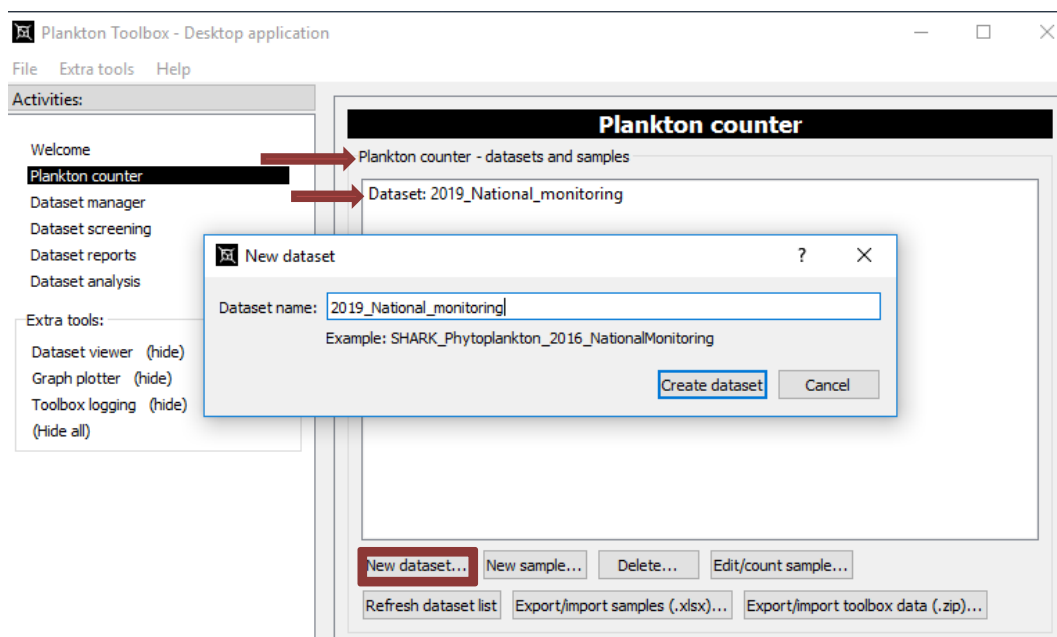 Plankton Toolbox - Desktop application
File Extra tools Help
Activities:
Welcome
Plankton counter
Dataset manager
Dataset screening
Dataset reports
Dataset analysis
Extra tools:
Dataset viewer (hide)
Graph plotter (hide)
Toolbox logging (hide)
(Hide all)
Plankton counter
Plankton counter - datasets and samples
Dataset: 2019_National_monitoring
New dataset ?
Dataset name: 2019_National_monitoring
Example: SHARK_Phytoplankton_2016_NationalMonitoring
Create dataset Cancel
New dataset... New sample... Delete... Edit/count sample...
Refresh dataset list Export/import samples (.xlsx)... Export/import toolbox data (.zip)...